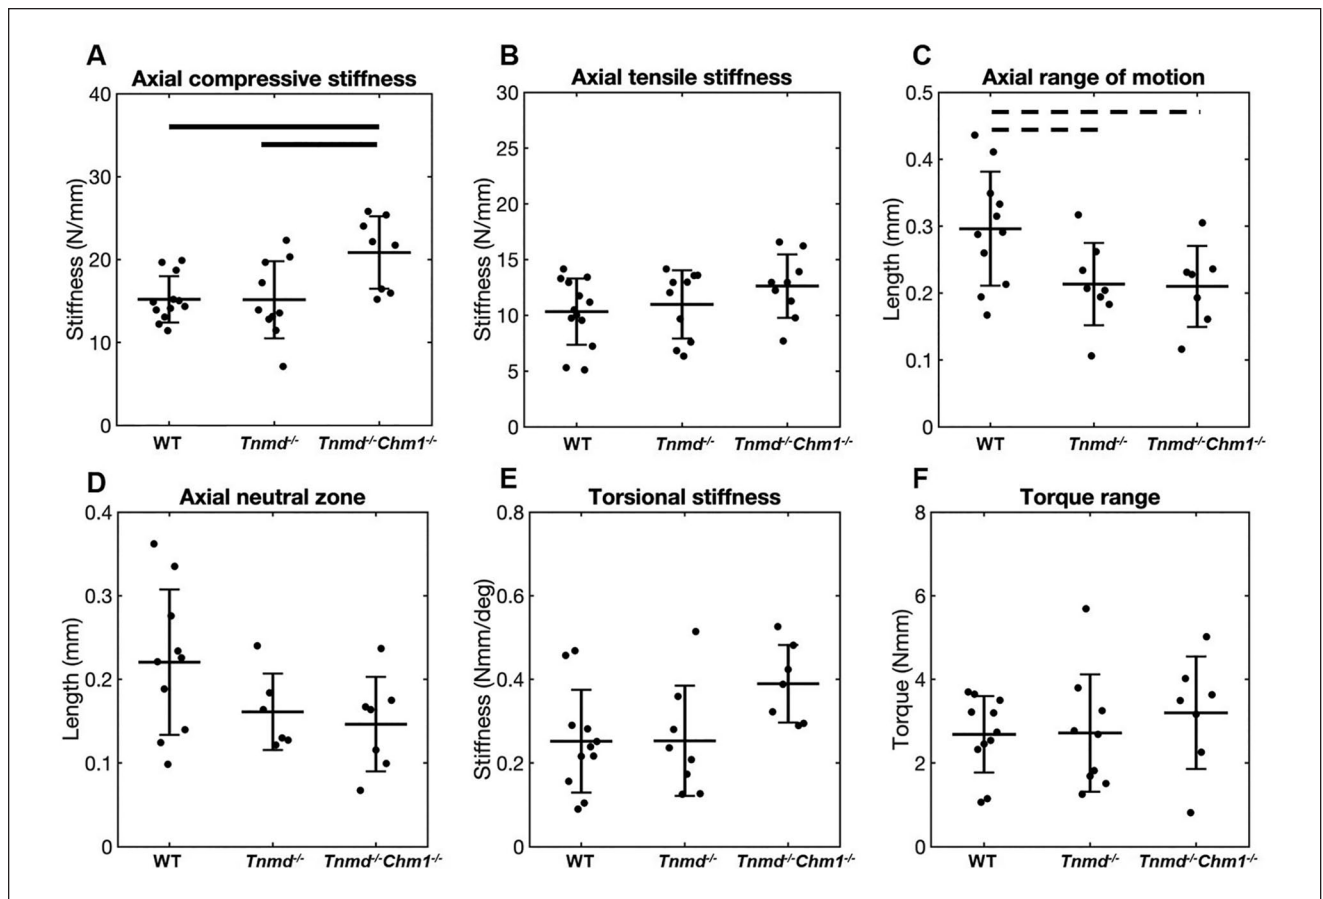 A
Axial compressive stiffness
Stiffness (N/mm)
40
30
20
10
0
WT
Tnmd-/-
Tnmd-/-Chm1-/-
B
Axial tensile stiffness
Stiffness (N/mm)
30
25
20
15
10
5
0
WT
Tnmd-/-
Tnmd-/-Chm1-/-
C
Axial range of motion
Length (mm)
0.5
0.4
0.3
0.2
0.1
0
WT
Tnmd-/-
Tnmd-/-Chm1-/-
D
Axial neutral zone
Length (mm)
0.4
0.3
0.2
0.1
0
WT
Tnmd-/-
Tnmd-/-Chm1-/-
E
Torsional stiffness
Stiffness (Nmm/deg)
0.8
0.6
0.4
0.2
0
WT
Tnmd-/-
Tnmd-/-Chm1-/-
F
Torque range
Torque (Nmm)
8
6
4
2
0
WT
Tnmd-/-
Tnmd-/-Chm1-/-